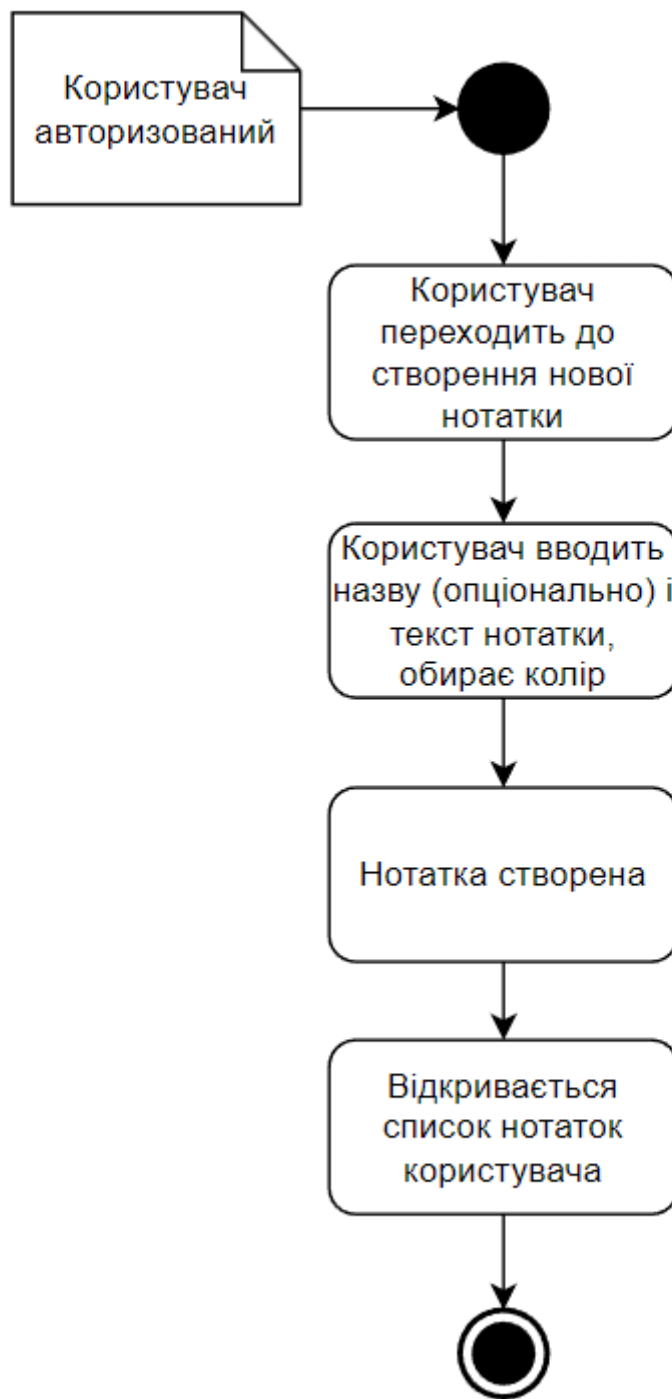 Користувач
авторизований
Користувач
переходить до
створення нової
нотатки
Користувач вводить
назву (опціонально) і
текст нотатки,
обирає колір
Нотатка створена
Відкривається
список нотаток
користувача